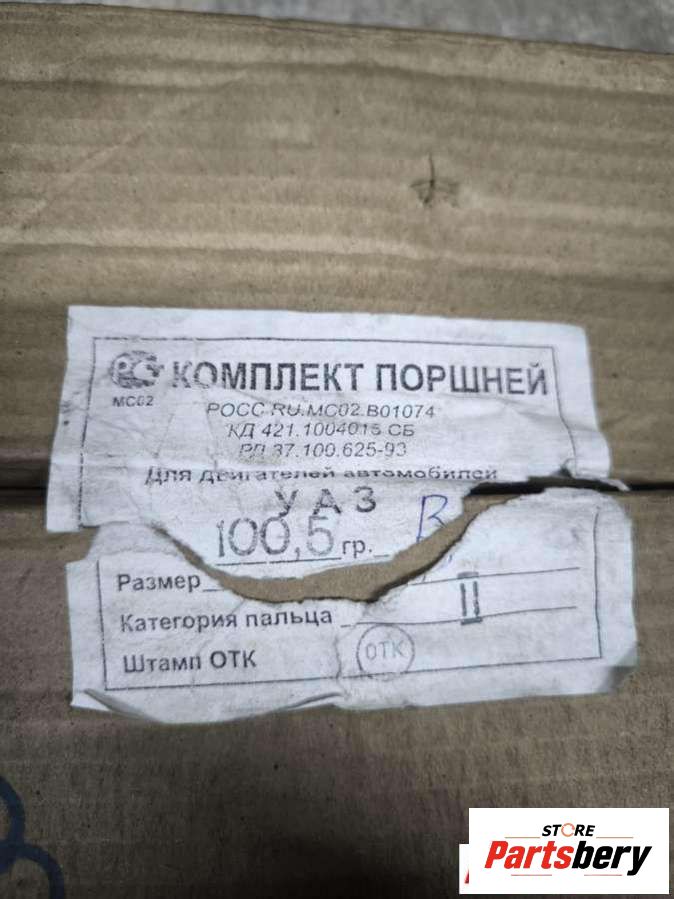 РС
МС02
КОМПЛЕКТ ПОРШНЕЙ
РОСС RU.МС02.В01074
КД 421.1004015 СБ
РД 37.100.625-93
Для двигателей автомобилей
УАЗ
100,5 гр. В
Размер
Категория пальца II
Штамп ОТК ОТК
STORE
Partsbery